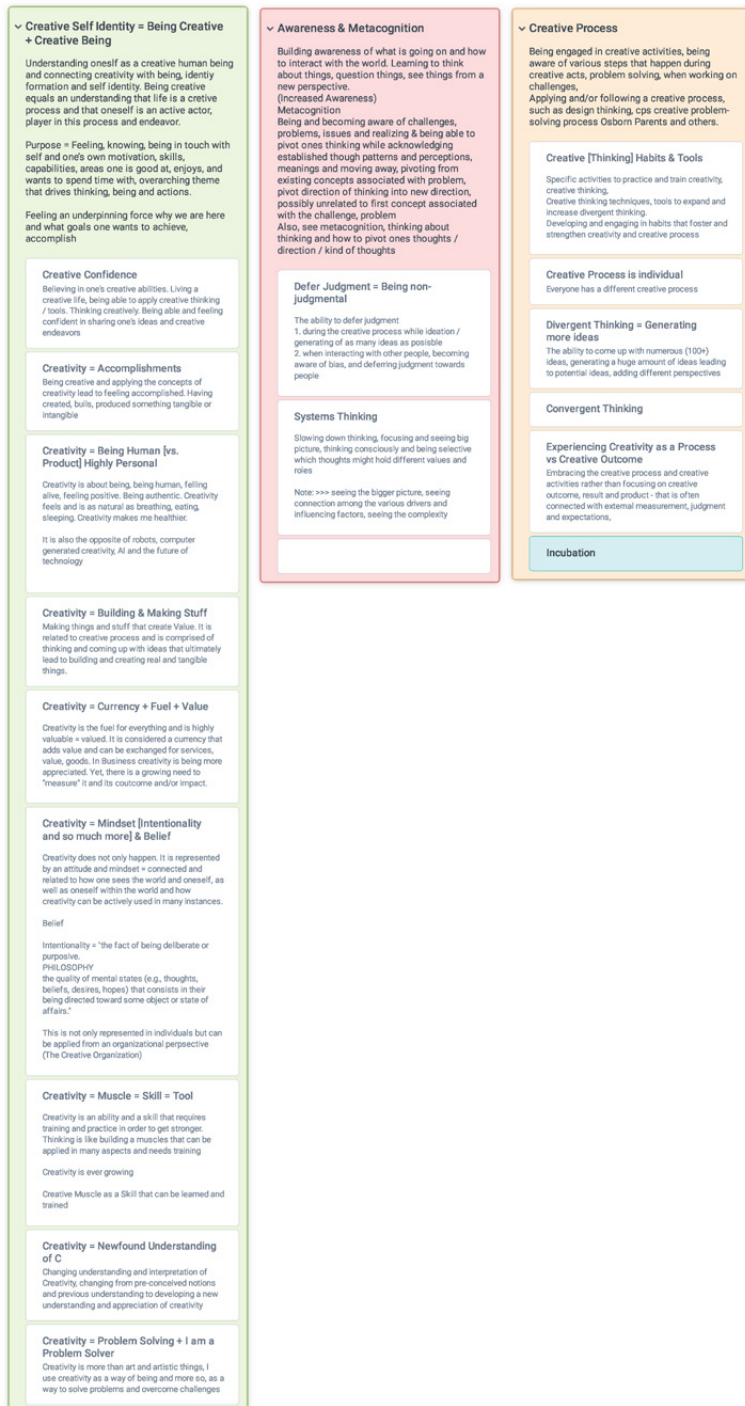 Creative Self Identity = Being Creative
+ Creative Being
Understanding oneslf as a creative human being
and connecting creativity with being, identiy
formation and self identity. Being creative
equals an understanding that life is a cretive
process and that oneself is an active actor,
player in this process and endeavor.
Purpose = Feeling, knowing, being in touch with
self and one's own motivation, skills,
capabilities, areas one is good at, enjoys, and
wants to spend time with, overarching theme
that drives thinking, being and actions.
Feeling an underpinning force why we are here
and what goals one wants to achieve,
accomplish
Creative Confidence
Believing in one's creative abilities. Living a
creative life, being able to apply creative thinking
/ tools. Thinking creatively. Being able and feeling
confident in sharing one's ideas and creative
endeavors
Creativity = Accomplishments
Being creative and applying the concepts of
creativity lead to feeling accomplished. Having
created, buils, produced something tangible or
intangible
Creativity = Being Human [vs.
Product] Highly Personal
Creativity is about being, being human, felling
alive, feeling positive. Being authentic. Creativity
feels and is as natural as breathing, eating,
sleeping. Creativity makes me healthier.
It is also the opposite of robots, computer
generated creativity, AI and the future of
technology
Creativity = Building & Making Stuff
Making things and stuff that create Value. It is
related to creative process and is comprised of
thinking and coming up with ideas that ultimately
lead to building and creating real and tangible
things.
Creativity = Currency + Fuel + Value
Creativity is the fuel for everything and is highly
valuable = valued. It is considered a currency that
adds value and can be exchanged for services,
value, goods. In Business creativity is being more
appreciated. Yet, there is a growing need to
"measure" it and its coutcome and/or impact.
Creativity = Mindset [Intentionality
and so much more] & Belief
Creativity does not only happen. It is represented
by an attitude and mindset = connected and
related to how one sees the world and oneself, as
well as oneself within the world and how
creativity can be actively used in many instances.
Belief
Intentionality = "the fact of being deliberate or
purposive.
PHILOSOPHY
the quality of mental states (e.g., thoughts,
beliefs, desires, hopes) that consists in their
being directed toward some object or state of
affairs."
This is not only represented in individuals but can
be applied from an organizational perpsective
(The Creative Organization)
Creativity = Muscle = Skill = Tool
Creativity is an ability and a skill that requires
training and practice in order to get stronger.
Thinking is like building a muscles that can be
applied in many aspects and needs training
Creativity is ever growing
Creative Muscle as a Skill that can be learned and
trained
Creativity = Newfound Understanding
of C
Changing understanding and interpretation of
Creativity, changing from pre-conceived notions
and previous understanding to developing a new
understanding and appreciation of creativity
Creativity = Problem Solving + I am a
Problem Solver
Creativity is more than art and artistic things, I
use creativity as a way of being and more so, as a
way to solve problems and overcome challenges
Awareness & Metacognition
Building awareness of what is going on and how
to interact with the world. Learning to think
about things, question things, see things from a
new perspective.
(Increased Awareness)
Metacognition
Being and becoming aware of challenges,
problems, issues and realizing & being able to
pivot ones thinking while acknowledging
established though patterns and perceptions,
meanings and moving away, pivoting from
existing concepts associated with problem,
pivot direction of thinking into new direction,
possibly unrelated to first concept associated
with the challenge, problem
Also, see metacognition, thinking about
thinking and how to pivot ones thoughts /
direction / kind of thoughts
Defer Judgment = Being non-
judgmental
The ability to defer judgment
1. during the creative process while ideation /
generating of as many ideas as posisble
2. when interacting with other people, becoming
aware of bias, and deferring judgment towards
people
Systems Thinking
Slowing down thinking, focusing and seeing big
picture, thinking consciously and being selective
which thoughts might hold different values and
roles
Note: >>> seeing the bigger picture, seeing
connection among the various drivers and
influencing factors, seeing the complexity
Creative Process
Being engaged in creative activities, being
aware of various steps that happen during
creative acts, problem solving, when working on
challenges,
Applying and/or following a creative process,
such as design thinking, cps creative problem-
solving process Osborn Parents and others.
Creative [Thinking] Habits & Tools
Specific activities to practice and train creativity,
creative thinking,
Creative thinking techniques, tools to expand and
increase divergent thinking.
Developing and engaging in habits that foster and
strengthen creativity and creative process
Creative Process is individual
Everyone has a different creative process
Divergent Thinking = Generating
more ideas
The ability to come up with numerous (100+)
ideas, generating a huge amount of ideas leading
to potential ideas, adding different perspectives
Convergent Thinking
Experiencing Creativity as a Process
vs Creative Outcome
Embracing the creative process and creative
activities rather than focusing on creative
outcome, result and product - that is often
connected with external measurement, judgment
and expectations,
Incubation